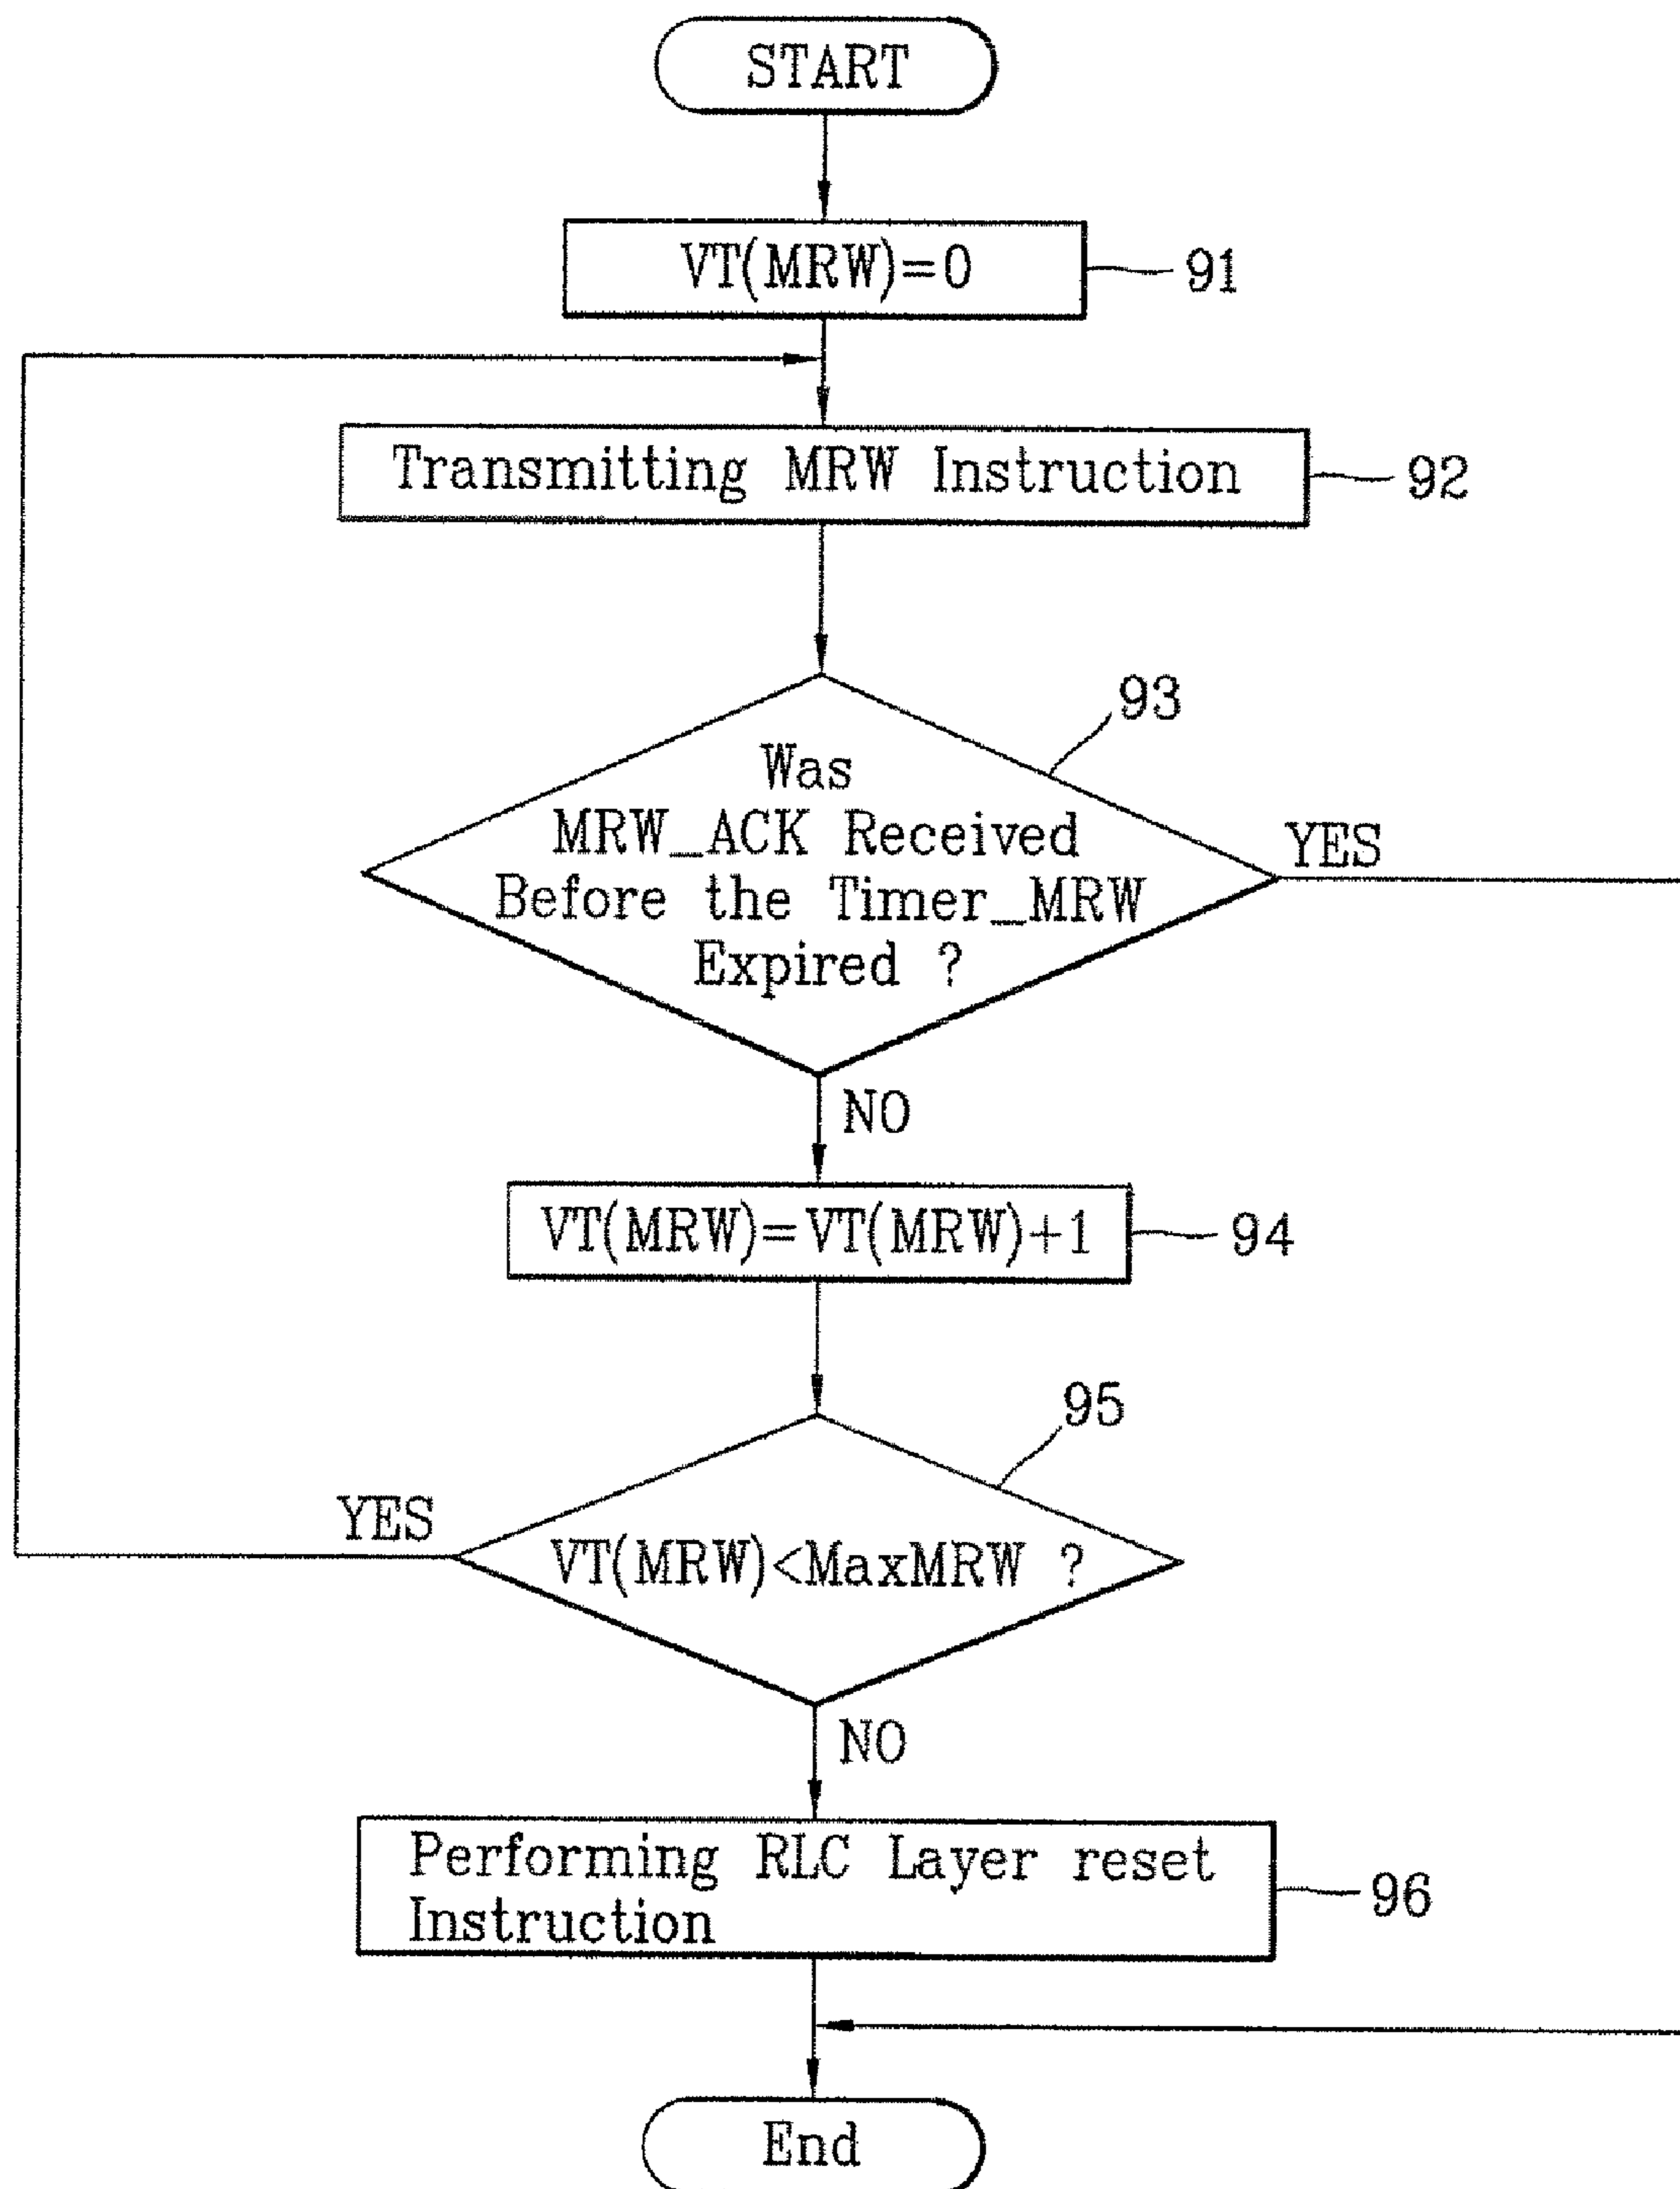 START
VT(MRW)=0
91
Transmitting MRW Instruction
92
93
Was
MRW_ACK Received
Before the Timer_MRW
Expired ?
YES
NO
VT(MRW)=VT(MRW)+1
94
95
YES
VT(MRW)<MaxMRW ?
NO
Performing RLC Layer reset
Instruction
96
End